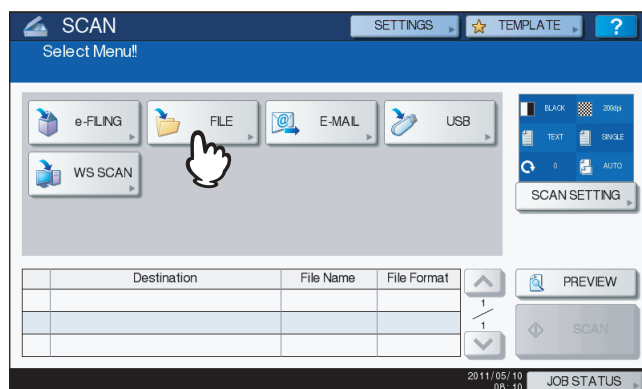 SCAN
SETTINGS
TEMPLATE
?
Select Menu!!
e-FILING
FILE
E-MAIL
USB
WS SCAN
BLACK
200dpi
TEXT
SINGLE
0
AUTO
SCAN SETTING
Destination
File Name
File Format
1
1
PREVIEW
SCAN
2011/05/10
08:10
JOB STATUS